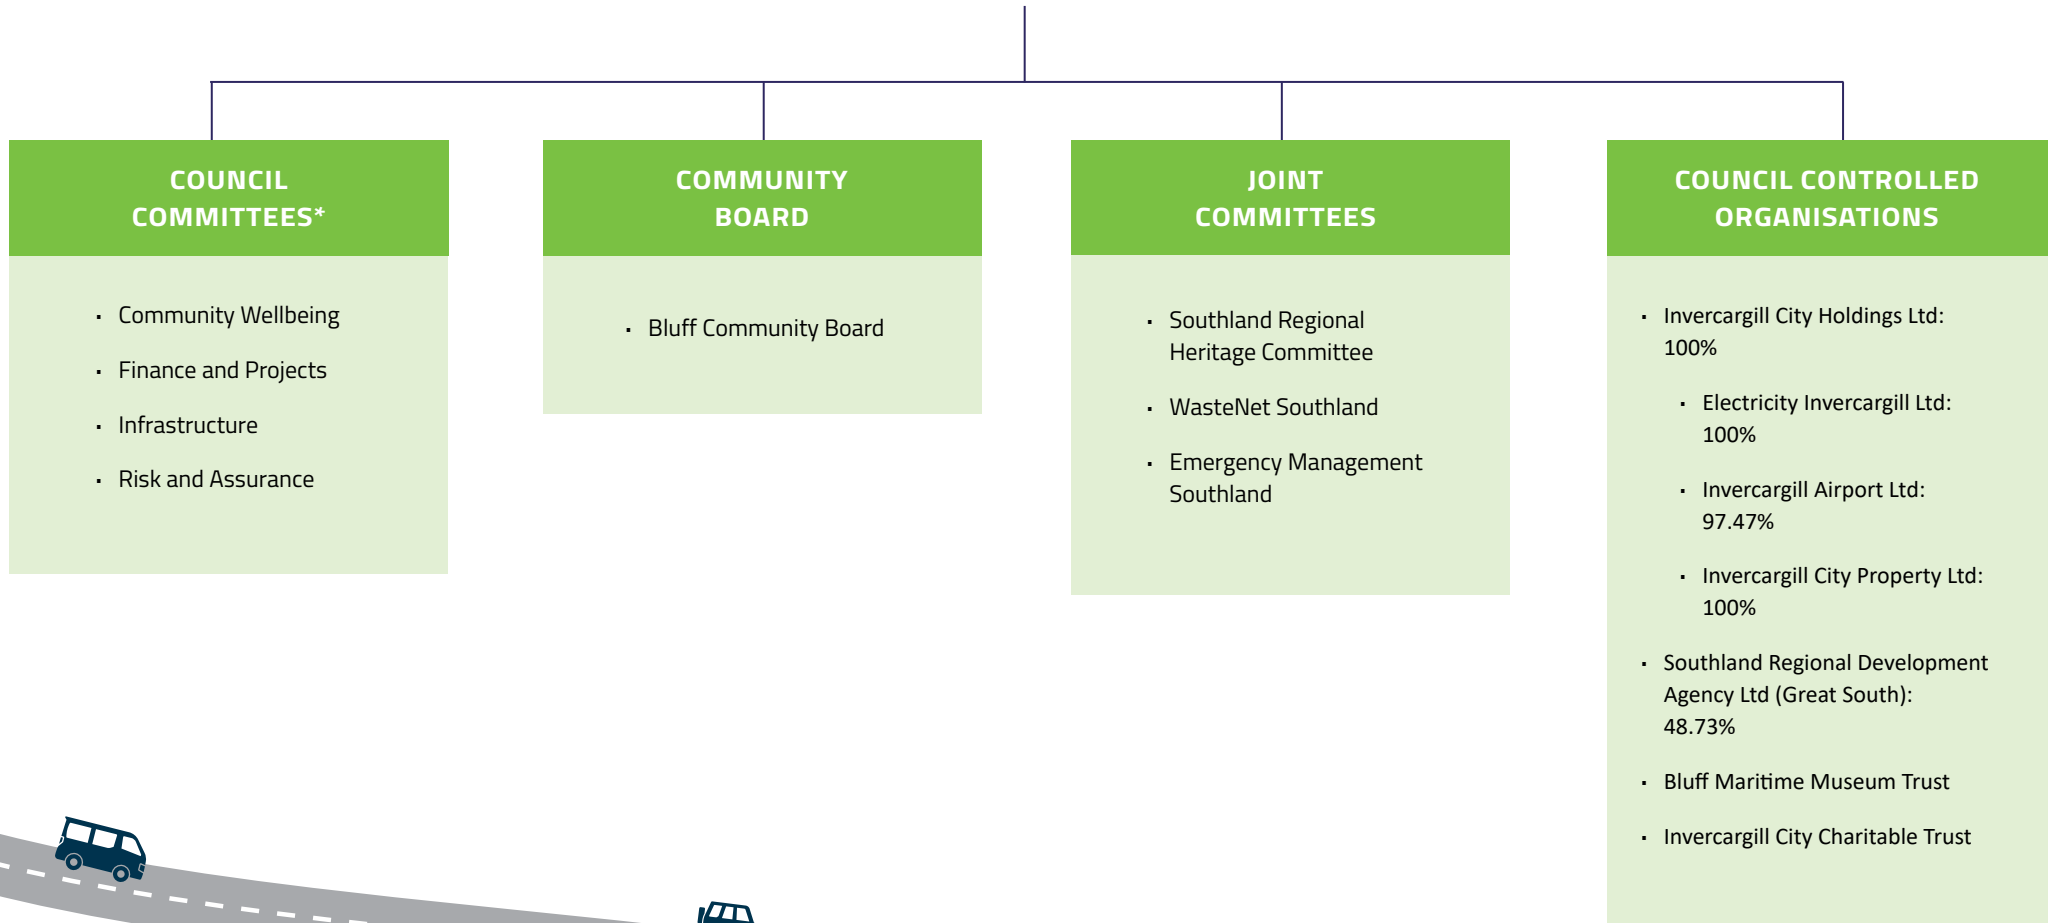 COUNCIL
COMMITTEES*
· Community Wellbeing
· Finance and Projects
· Infrastructure
· Risk and Assurance
COMMUNITY
BOARD
· Bluff Community Board
JOINT
COMMITTEES
· Southland Regional
Heritage Committee
· WasteNet Southland
· Emergency Management
Southland
COUNCIL CONTROLLED
ORGANISATIONS
· Invercargill City Holdings Ltd:
100%
· Electricity Invercargill Ltd:
100%
· Invercargill Airport Ltd:
97.47%
· Invercargill City Property Ltd:
100%
· Southland Regional Development
Agency Ltd (Great South):
48.73%
· Bluff Maritime Museum Trust
· Invercargill City Charitable Trust